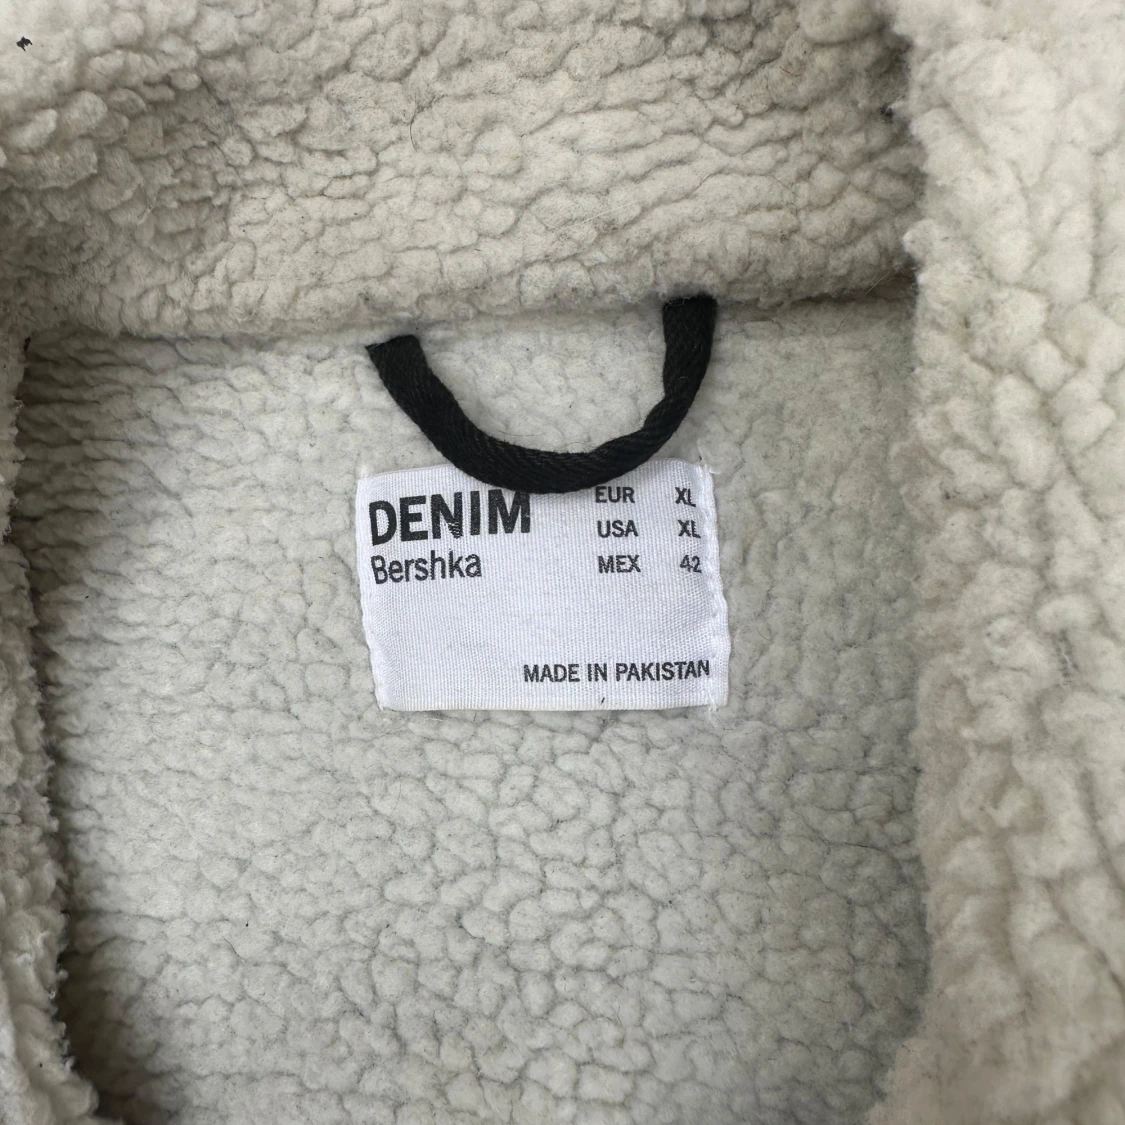 DENIM
Bershka
EUR XL
USA XL
MEX 42
MADE IN PAKISTAN